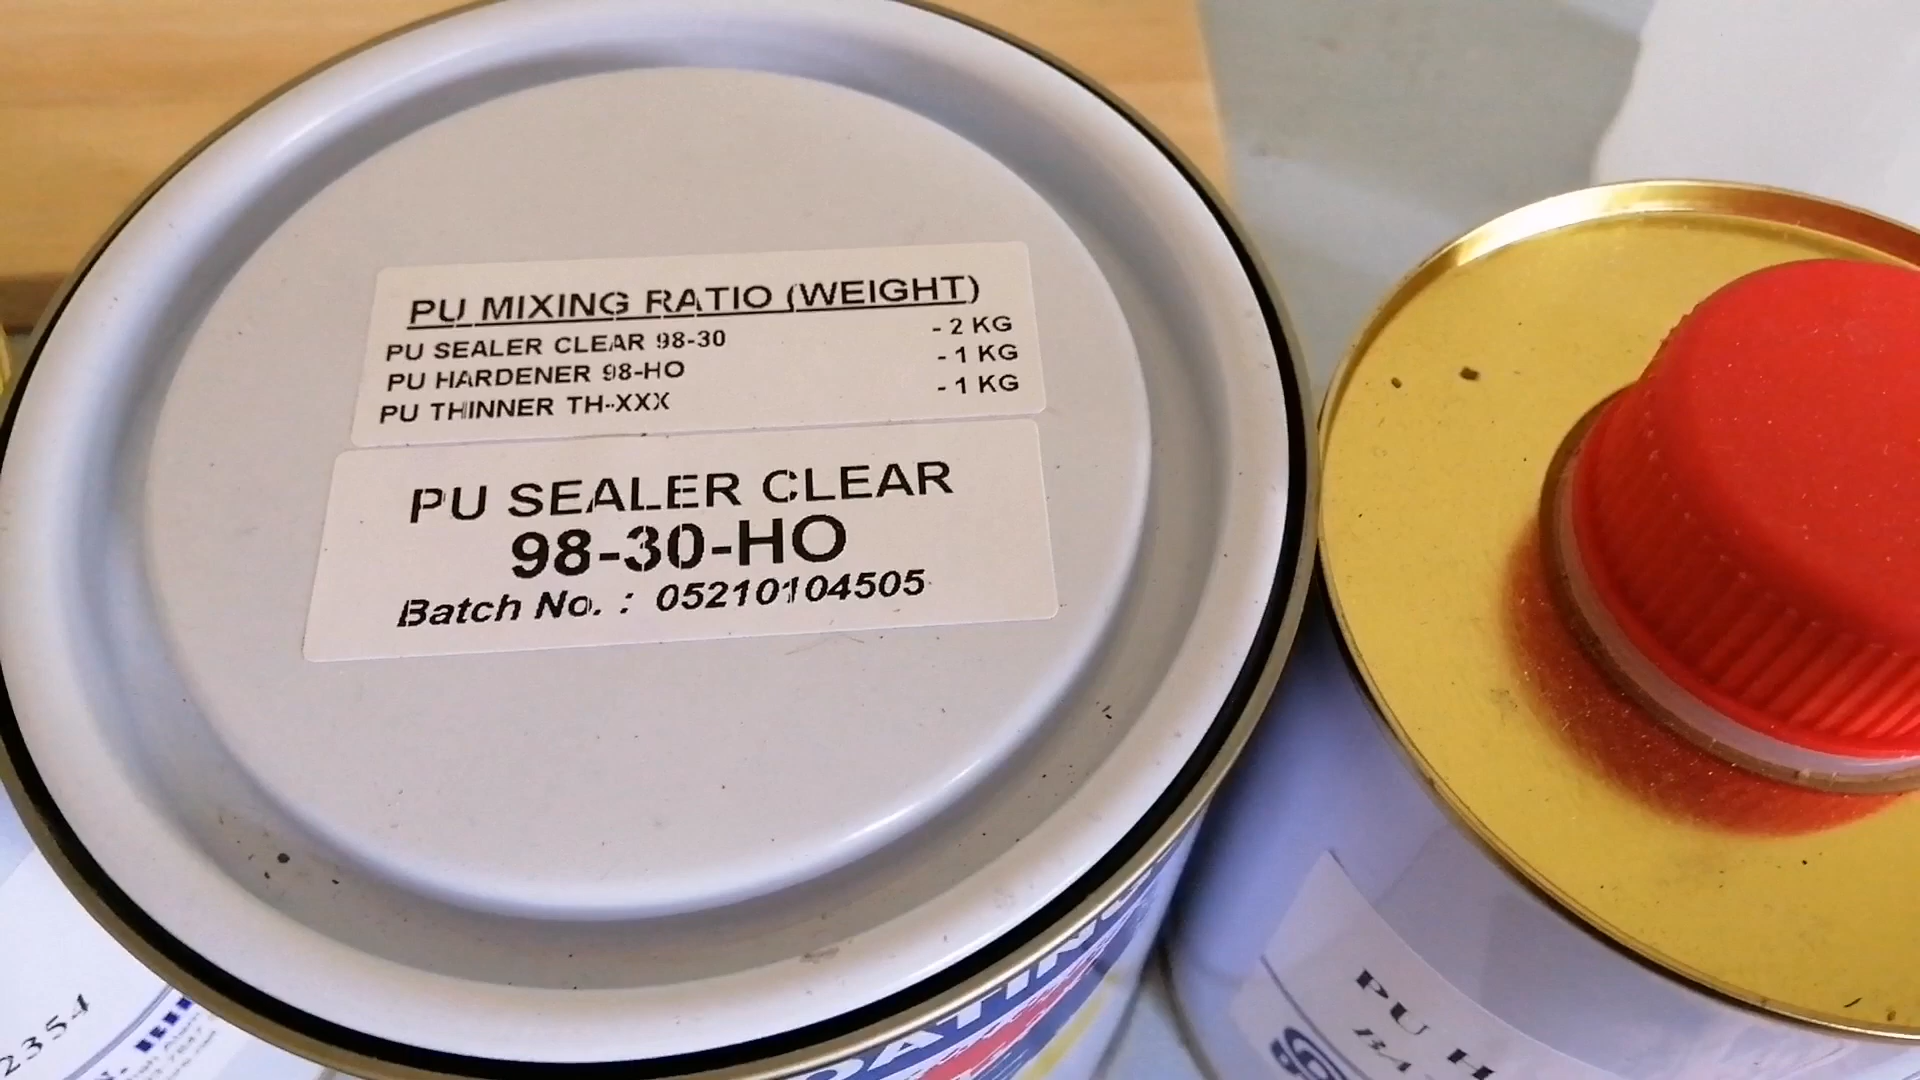 PU MIXING RATIO (WEIGHT)
PU SEALER CLEAR 98-30 - 2 KG
PU HARDENER 98-HO - 1 KG
PU THINNER TH-XXX - 1 KG
PU SEALER CLEAR
98-30-HO
Batch No. : 05210104505
COATING
PU H
2354